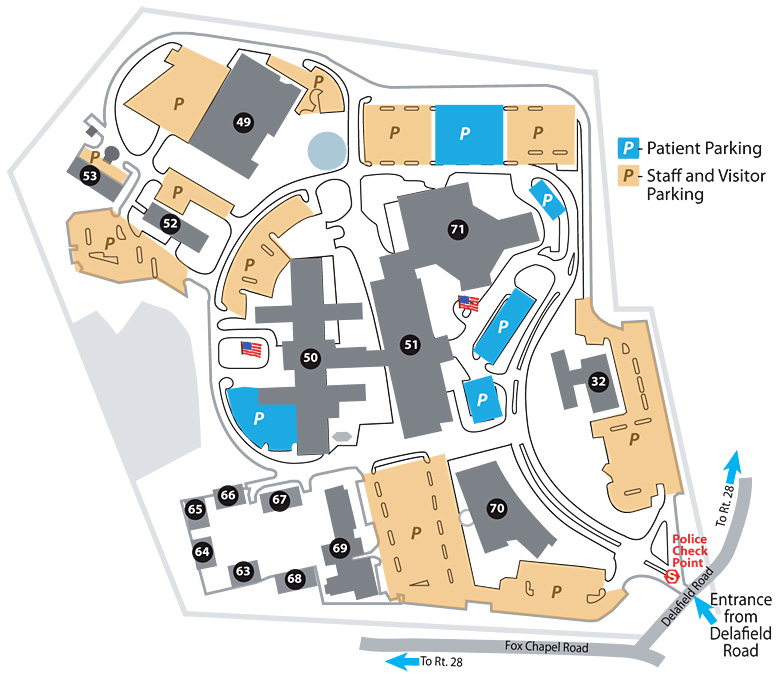 P
49
P
P
P
P
P - Patient Parking
P - Staff and Visitor
Parking
P
53
P
52
71
P
P
P
P
50
51
32
P
P
P
66
67
65
70
P
64
69
63
68
P
To Rt. 28
Police
Check
Point
S
Delafield Road
Entrance
from
Delafield
Road
Fox Chapel Road
To Rt. 28